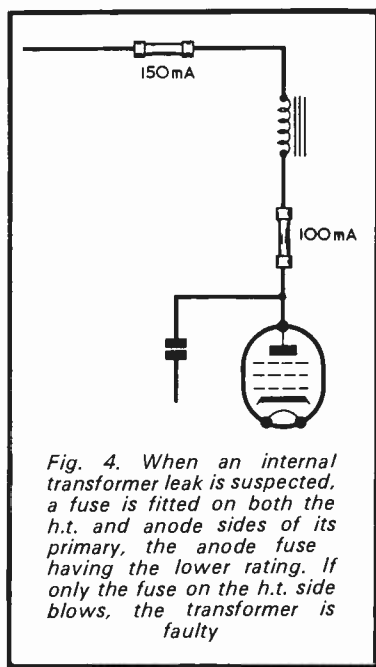 150mA
100mA
Fig. 4. When an internal
transformer leak is suspected,
a fuse is fitted on both the
h.t. and anode sides of its
primary, the anode fuse
having the lower rating. If
only the fuse on the h.t. side
blows, the transformer is
faulty